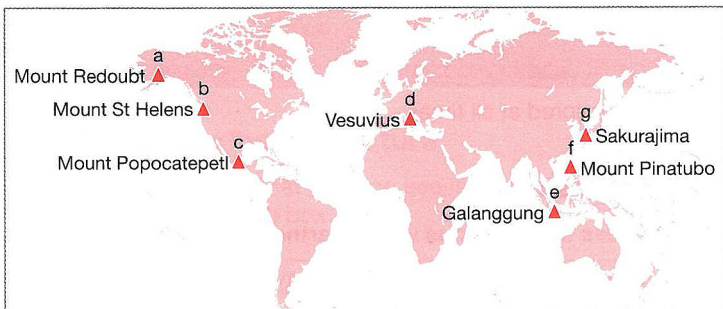 a
Mount Redoubt
b
Mount St Helens
c
Mount Popocatepetl
d
Vesuvius
g
Sakurajima
f
Mount Pinatubo
e
Galanggung